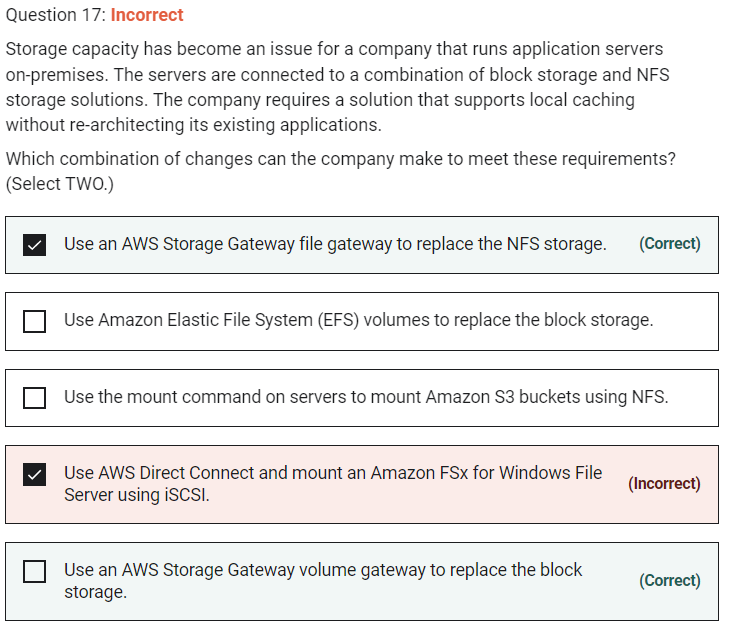 Question 17: Incorrect
Storage capacity has become an issue for a company that runs application servers
on-premises. The servers are connected to a combination of block storage and NFS
storage solutions. The company requires a solution that supports local caching
without re-architecting its existing applications.
Which combination of changes can the company make to meet these requirements?
(Select TWO.)
Use an AWS Storage Gateway file gateway to replace the NFS storage. (Correct)
Use Amazon Elastic File System (EFS) volumes to replace the block storage.
Use the mount command on servers to mount Amazon S3 buckets using NFS.
Use AWS Direct Connect and mount an Amazon FSx for Windows File
Server using iSCSI.
(Incorrect)
Use an AWS Storage Gateway volume gateway to replace the block
storage.
(Correct)